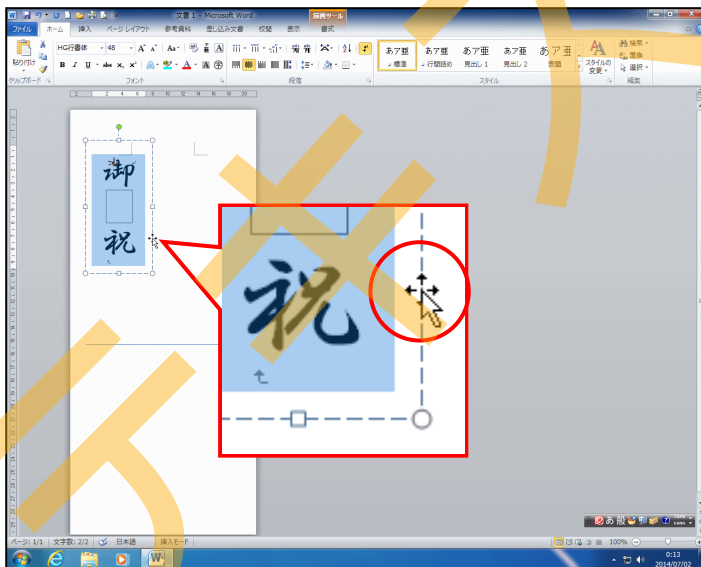 文書 1 - Microsoft Word
描画ツール
ファイル ホーム 挿入 ページ レイアウト 参考資料 差し込み文書 校閲 表示 書式
HG行書体 48
貼り付け
あア亜 あア亜 あア亜 あア亜 あア亜
標準 行間詰め 見出し 1 見出し 2 表題
スタイルの
変更
検索
置換
選択
クリップボード フォント 段落 スタイル 編集
御
祝
祝
あ 般
ページ: 1/1 文字数: 2/2 日本語 挿入モード 100%
0:13
2014/07/02